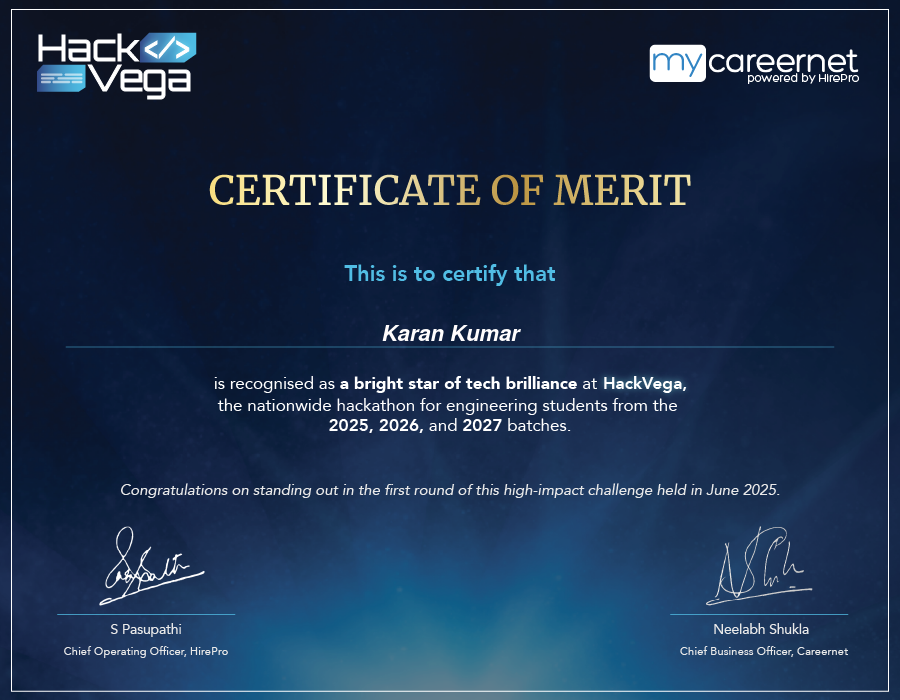 Hack</>
Vega
mycareernet
powered by HirePro
CERTIFICATE OF MERIT
This is to certify that
Karan Kumar
is recognised as a bright star of tech brilliance at HackVega,
the nationwide hackathon for engineering students from the
2025, 2026, and 2027 batches.
Congratulations on standing out in the first round of this high-impact challenge held in June 2025.
S Pasupathi
Chief Operating Officer, HirePro
Neelabh Shukla
Chief Business Officer, Careernet